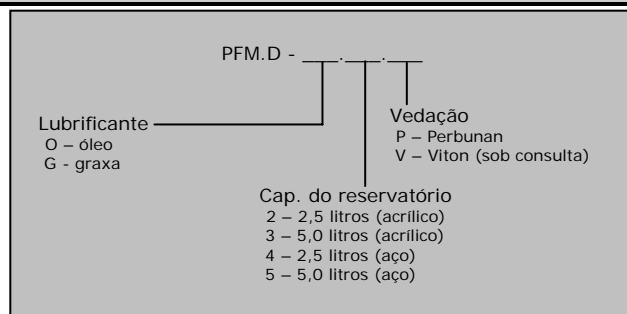 PFM.D - ___.___.___
Lubrificante
O – óleo
G - graxa
Vedação
P – Perbunan
V – Viton (sob consulta)
Cap. do reservatório
2 – 2,5 litros (acrílico)
3 – 5,0 litros (acrílico)
4 – 2,5 litros (aço)
5 – 5,0 litros (aço)